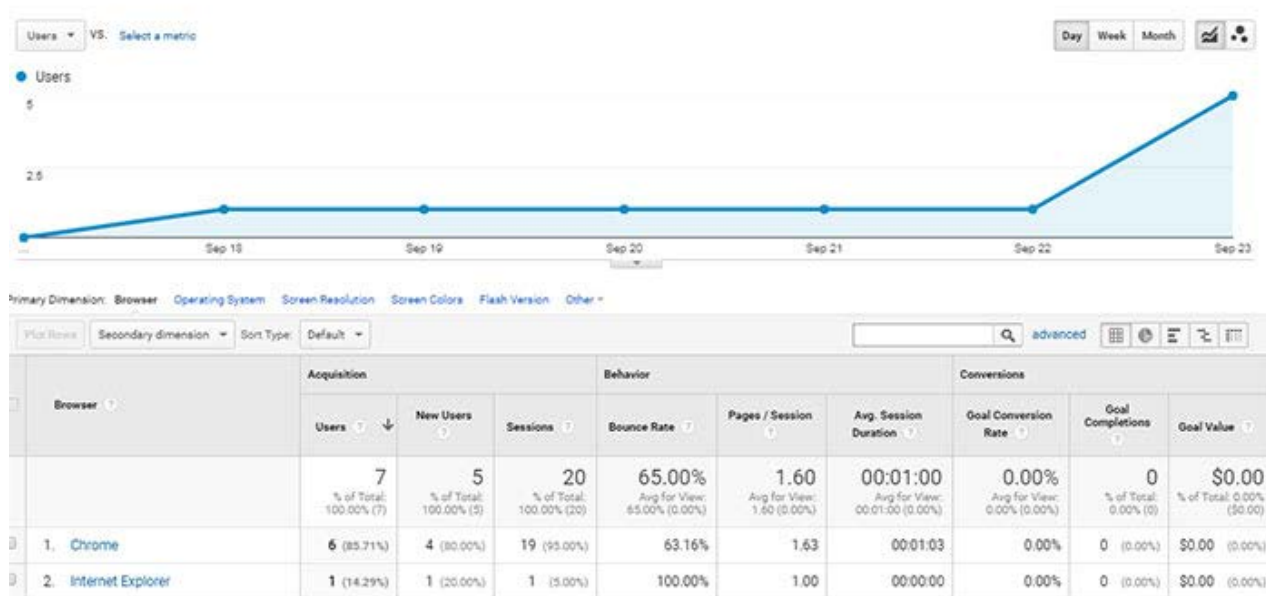 Users VS. Select a metric Day Week Month
Users
5
2.5
... Sep 18 Sep 19 Sep 20 Sep 21 Sep 22 Sep 23
Primary Dimension: Browser Operating System Screen Resolution Screen Colors Flash Version Other
Plot Rows Secondary dimension Sort Type: Default advanced
Acquisition Behavior Conversions
Browser ? Users ? New Users ? Sessions ? Bounce Rate ? Pages / Session ? Avg. Session Duration ? Goal Conversion Rate ? Goal Completions ? Goal Value ?
7 5 20 65.00% 1.60 00:01:00 0.00% 0 $0.00
% of Total: % of Total: % of Total: Avg for View: Avg for View: Avg for View: Avg for View: % of Total: % of Total: 0.00%
100.00% (7) 100.00% (5) 100.00% (20) 65.00% (0.00%) 1.60 (0.00%) 00:01:00 (0.00%) 0.00% (0.00%) 0.00% (0) ($0.00)
1. Chrome 6 (85.71%) 4 (80.00%) 19 (95.00%) 63.16% 1.63 00:01:03 0.00% 0 (0.00%) $0.00 (0.00%)
2. Internet Explorer 1 (14.29%) 1 (20.00%) 1 (5.00%) 100.00% 1.00 00:00:00 0.00% 0 (0.00%) $0.00 (0.00%)